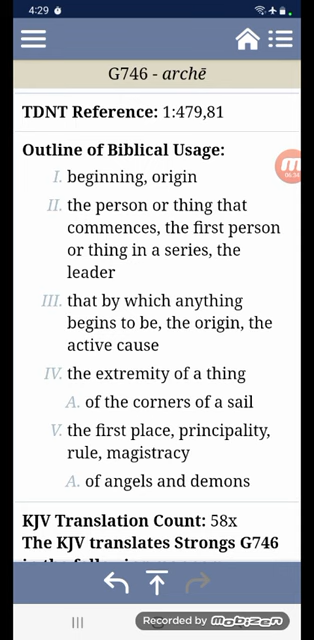 4:29
G746 - archē
TDNT Reference: 1:479,81
Outline of Biblical Usage:
I. beginning, origin
II. the person or thing that
commences, the first person
or thing in a series, the
leader
III. that by which anything
begins to be, the origin, the
active cause
IV. the extremity of a thing
A. of the corners of a sail
V. the first place, principality,
rule, magistracy
A. of angels and demons
KJV Translation Count: 58x
The KJV translates Strongs G746
Recorded by mobizen